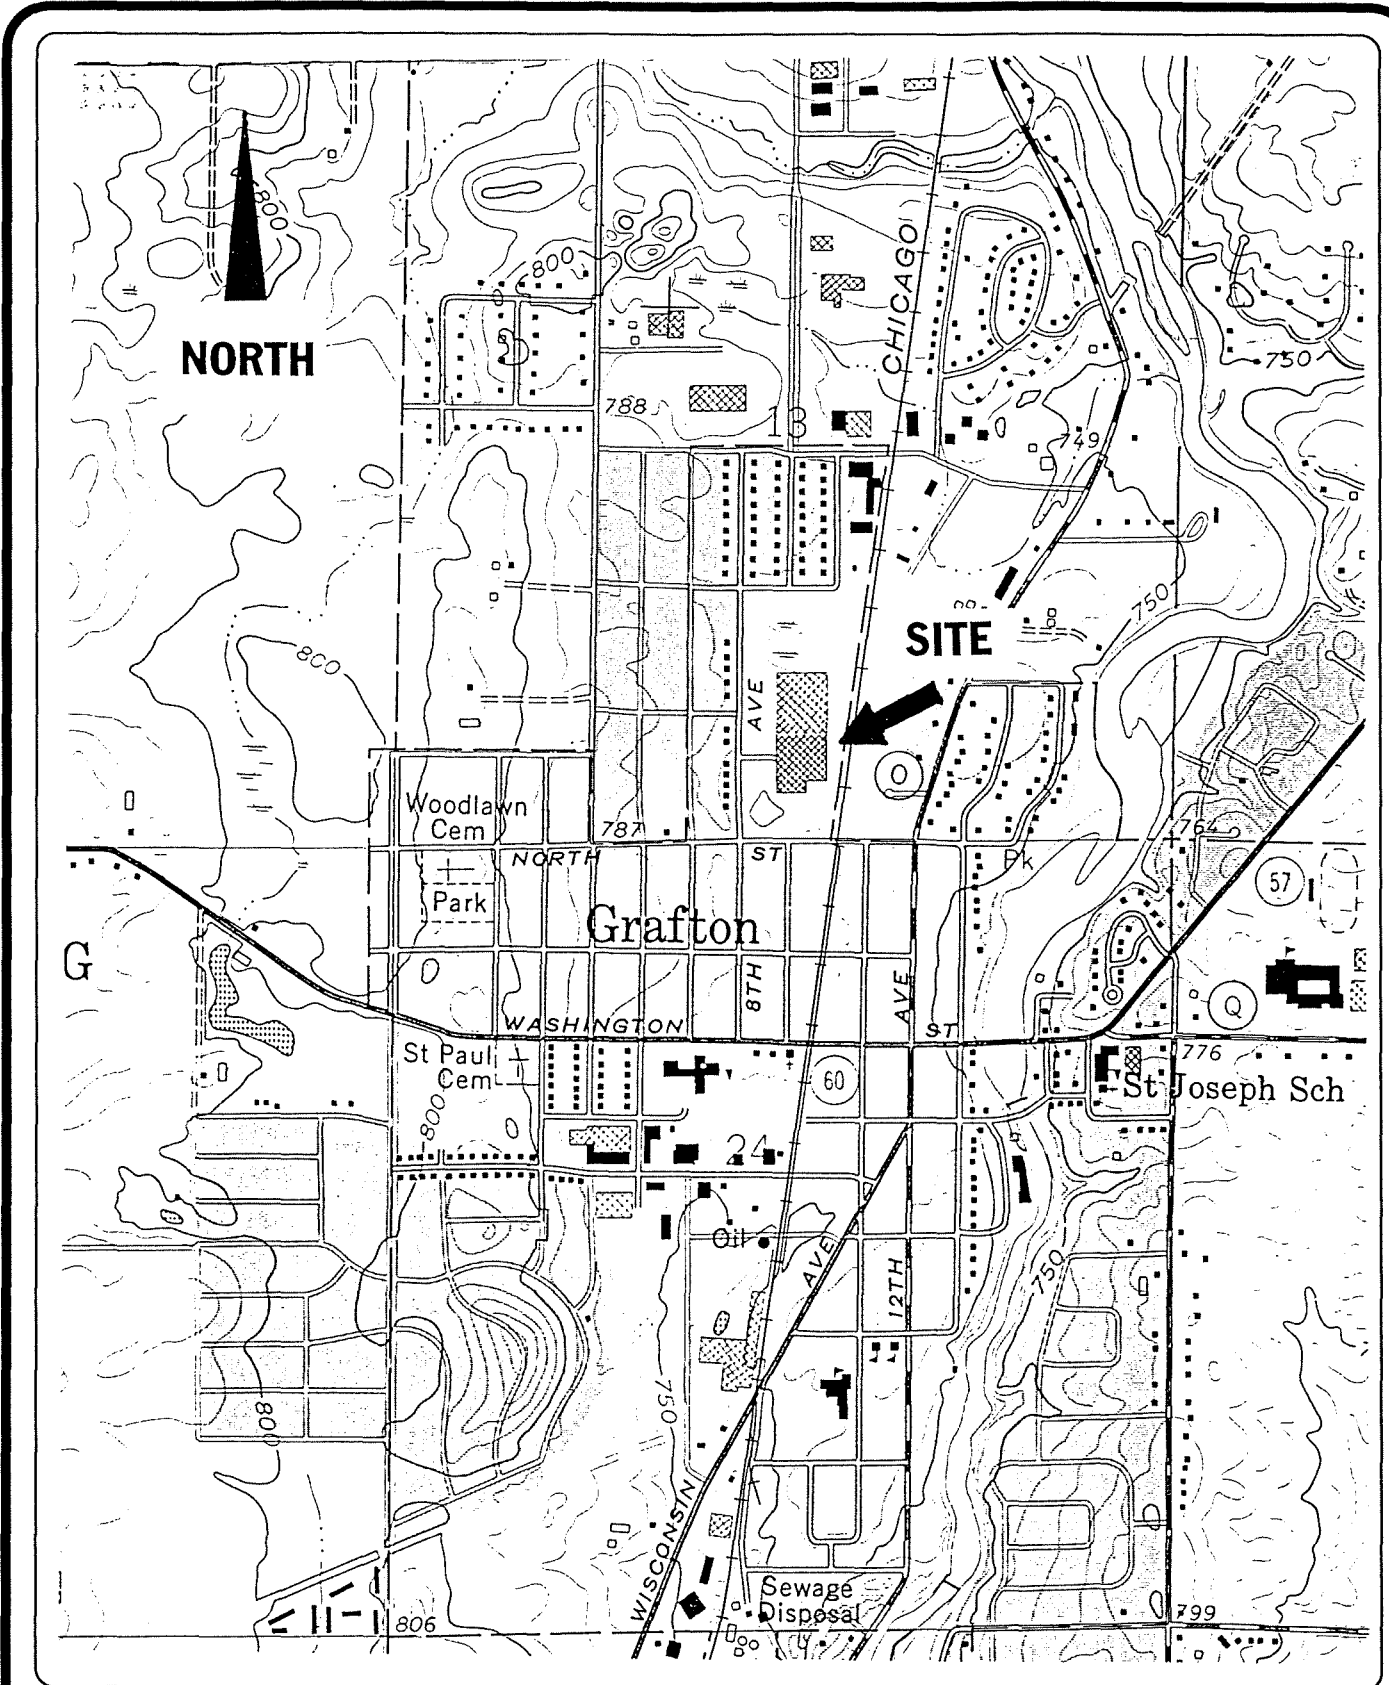 800
NORTH
800
CHICAGO
750
788
13
749
750
SITE
800
AVE
O
Woodlawn
Cem
787
764
NORTH
ST
Pk
57
Park
Grafton
G
8TH
AVE
Q
WASHINGTON
ST
St Paul
Cem
776
60
St Joseph Sch
800
24
Oil
AVE
12TH
750
800
750
WISCONSIN
Sewage
Disposal
806
799